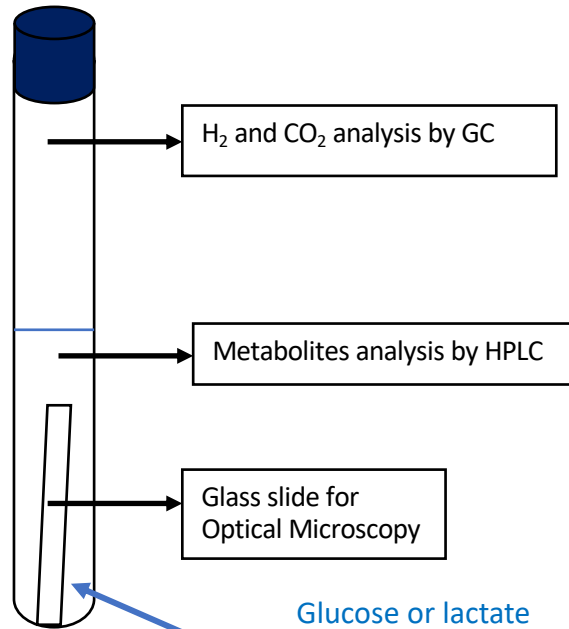 H₂ and CO₂ analysis by GC
Metabolites analysis by HPLC
Glass slide for
Optical Microscopy
Glucose or lactate